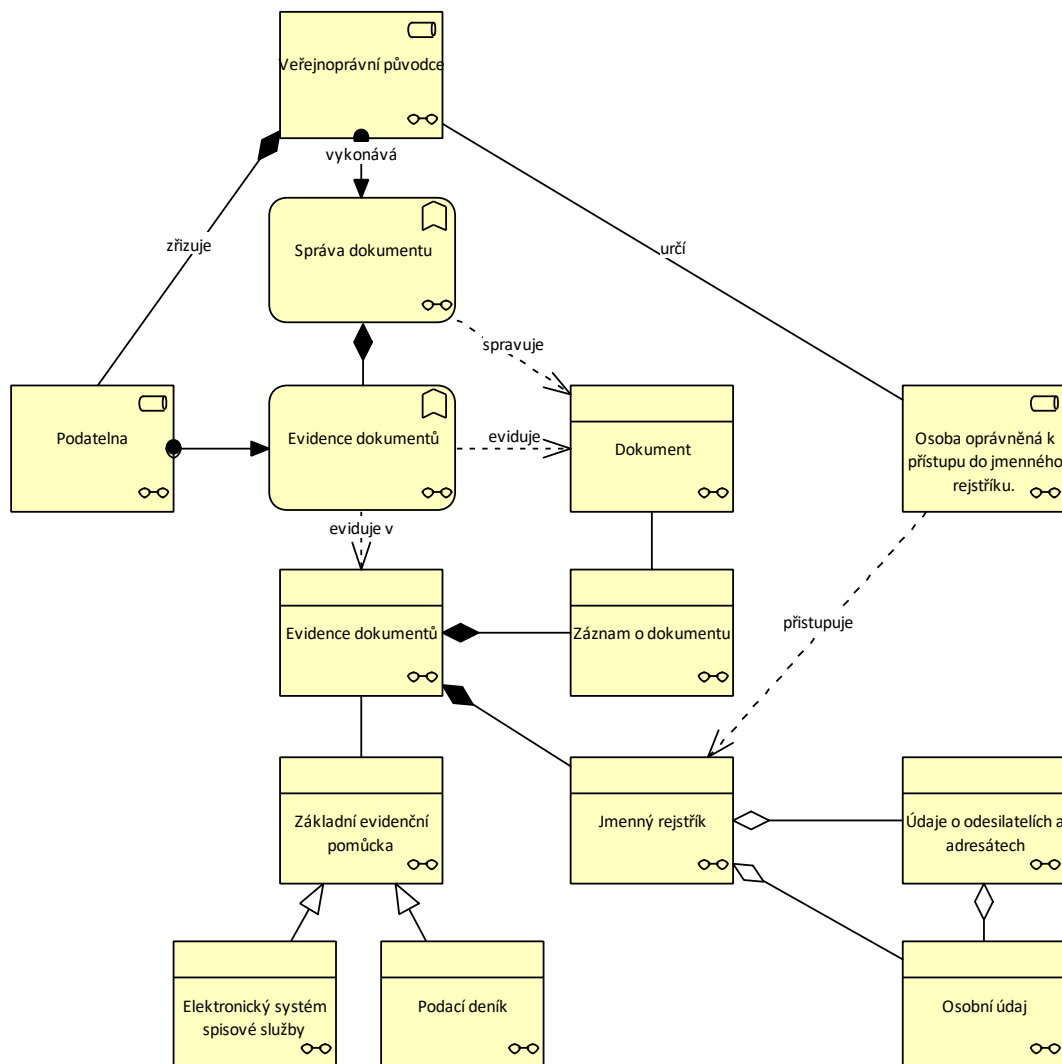 Veřejnoprávní původce
vykonává
zřizuje
Správa dokumentu
určí
spravuje
Podatelna
Evidence dokumentů
eviduje
Dokument
Osoba oprávněná k
přístupu do jmenného
rejstříku.
eviduje v
Evidence dokumentů
Záznam o dokumentu
přistupuje
Základní evidenční
pomůcka
Jmenný rejstřík
Údaje o odesilatelích a
adresátech
Elektronický systém
spisové služby
Podací deník
Osobní údaj